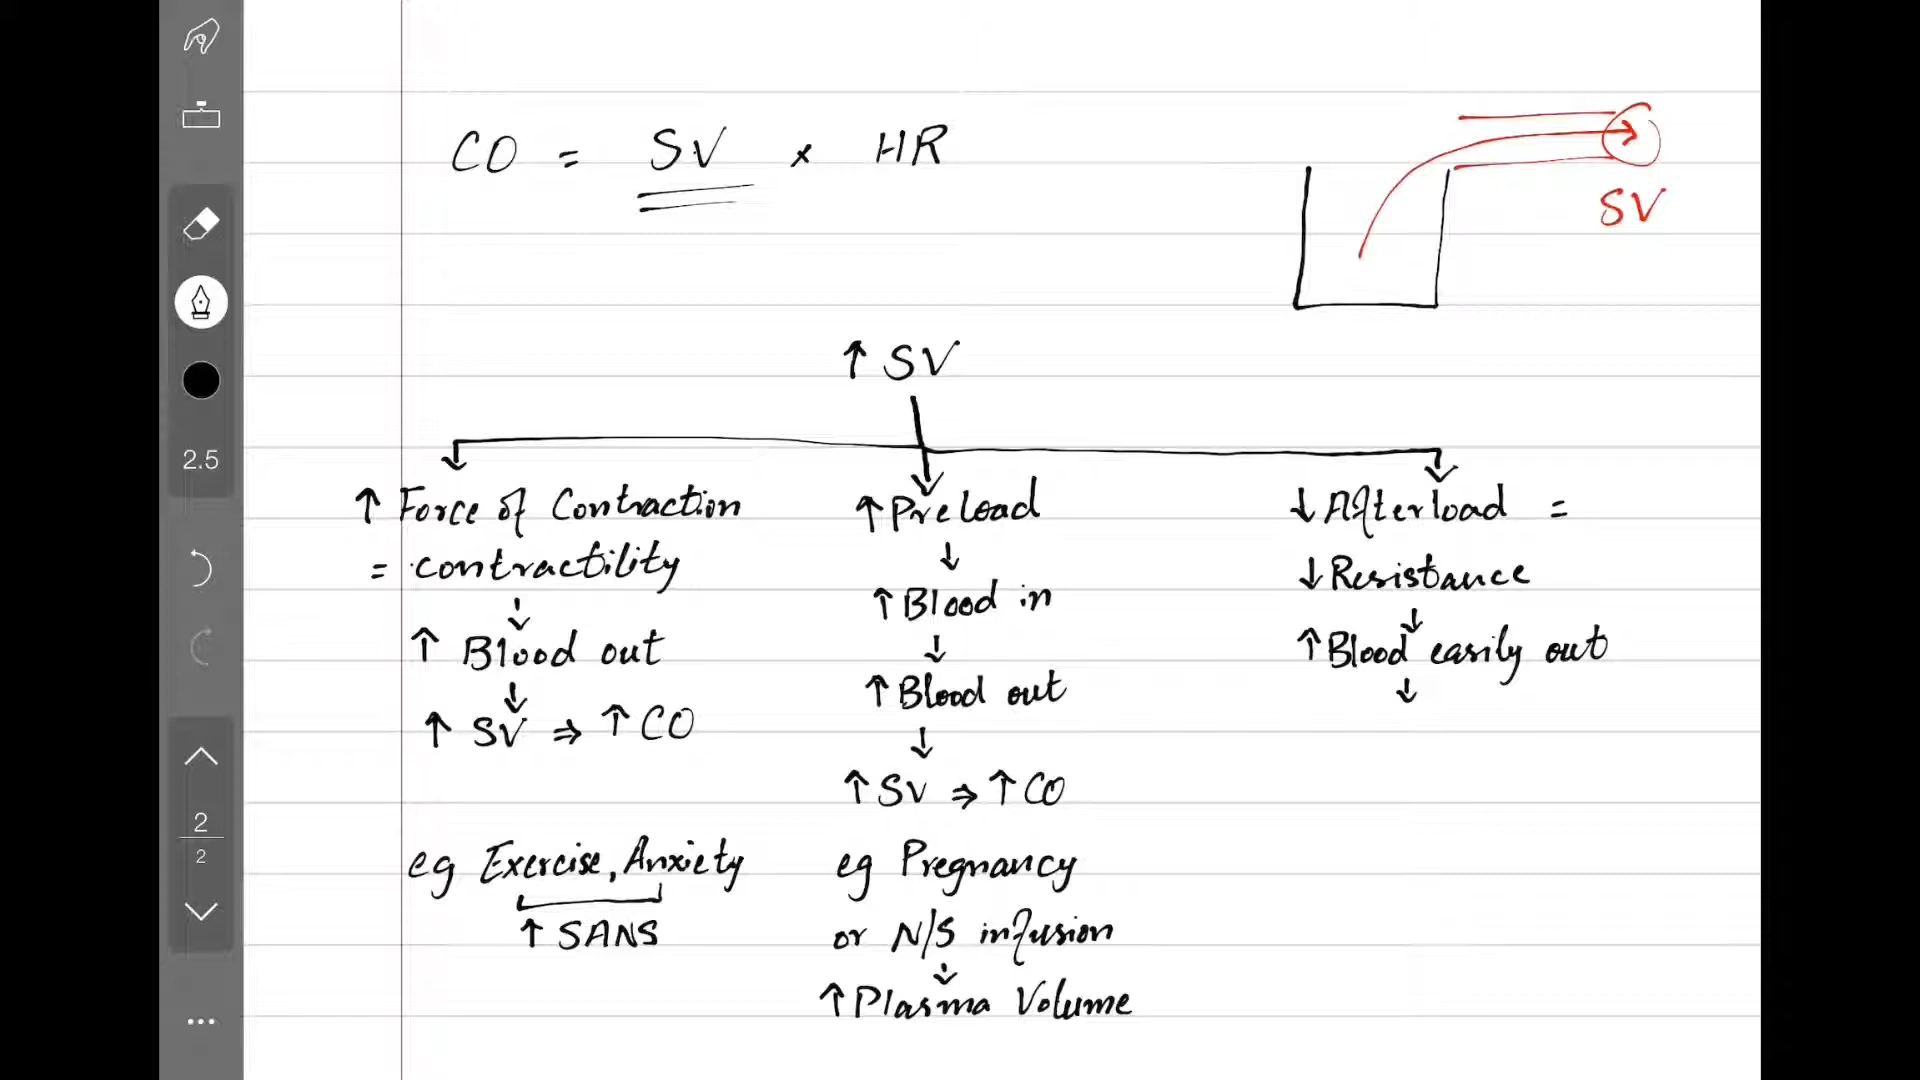 CO = SV × HR
SV
↑ SV
↑ Force of Contraction
= contractility
↓
↑ Blood out
↓
↑ SV ⇒ ↑ CO
eg Exercise, Anxiety
↑ SANS
↑ Preload
↓
↑ Blood in
↓
↑ Blood out
↓
↑ SV ⇒ ↑ CO
eg Pregnancy
or N/S infusion
↓
↑ Plasma Volume
↓ Afterload =
↓ Resistance
↓
↑ Blood easily out
↓
2.5
2
2